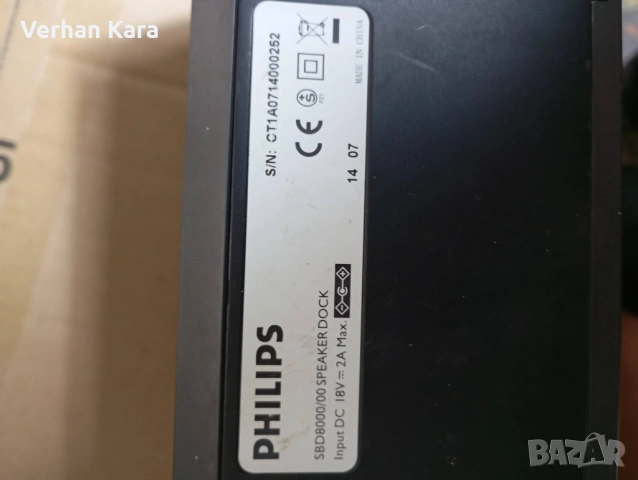 Verhan Kara
PHILIPS
SBD8000/00 SPEAKER DOCK
Input DC 18V ⎓ 2A Max.
S/N: CT1A0714000252
CE
14 07
MADE IN CHINA
BAZAR